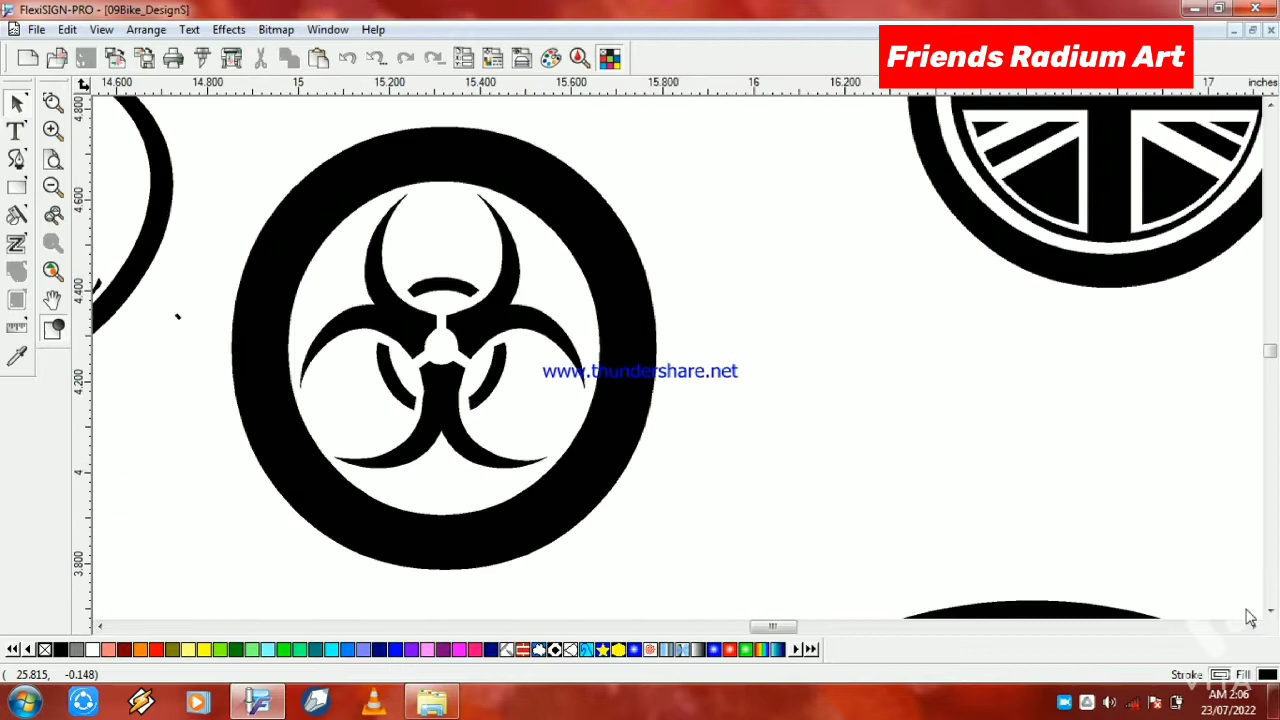 FlexiSIGN-PRO - [09Bike_DesignS]
File Edit View Arrange Text Effects Bitmap Window Help
Friends Radium Art
14.600 14.800 15 15.200 15.400 15.600 15.800 16 16.200 17 inches
4.800
4.600
4.400
4.200
4
3.800
www.thundershare.net
25.815, -0.148)
Stroke Fill
VITA
AM 2:06
23/07/2022